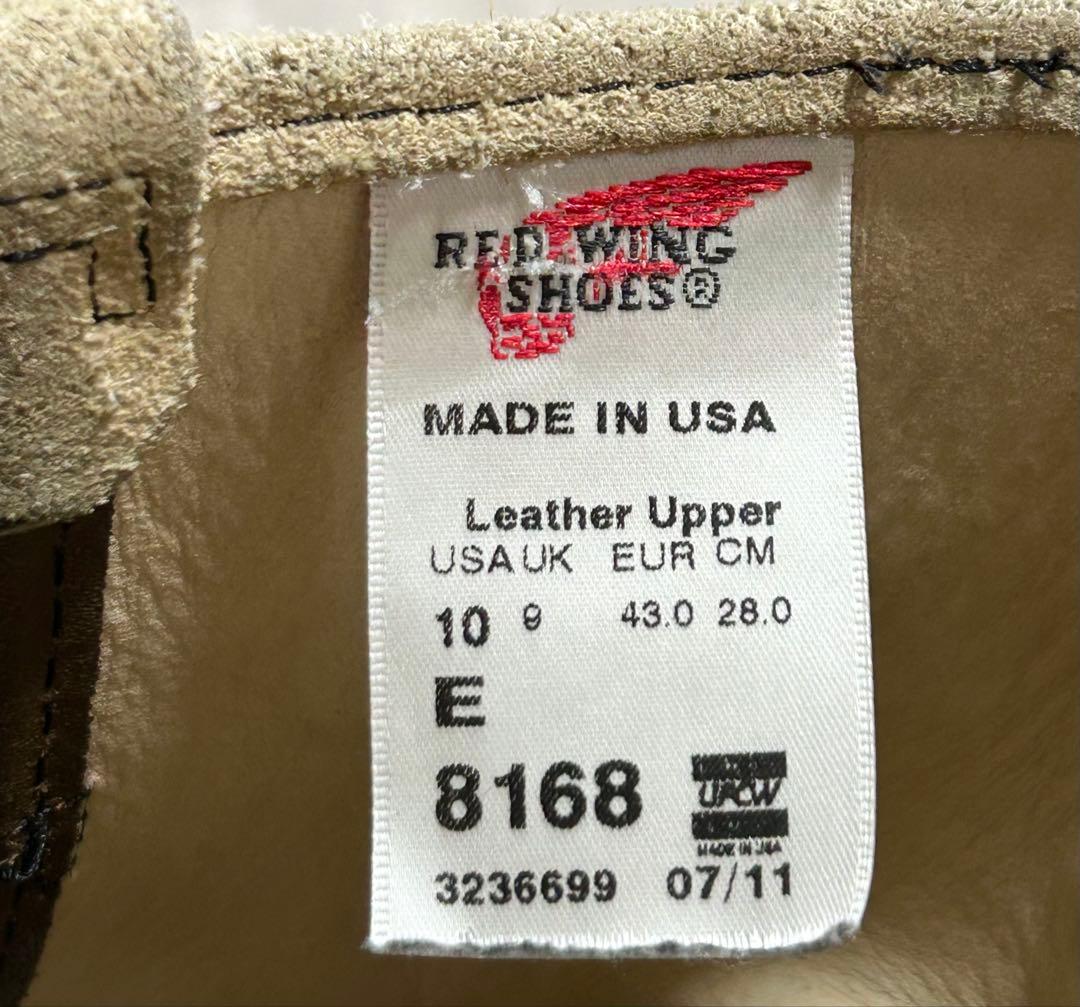 RED WING
SHOES®
MADE IN USA
Leather Upper
USA UK EUR CM
10 9 43.0 28.0
E
8168
UFCW
MADE IN USA
3236699 07/11